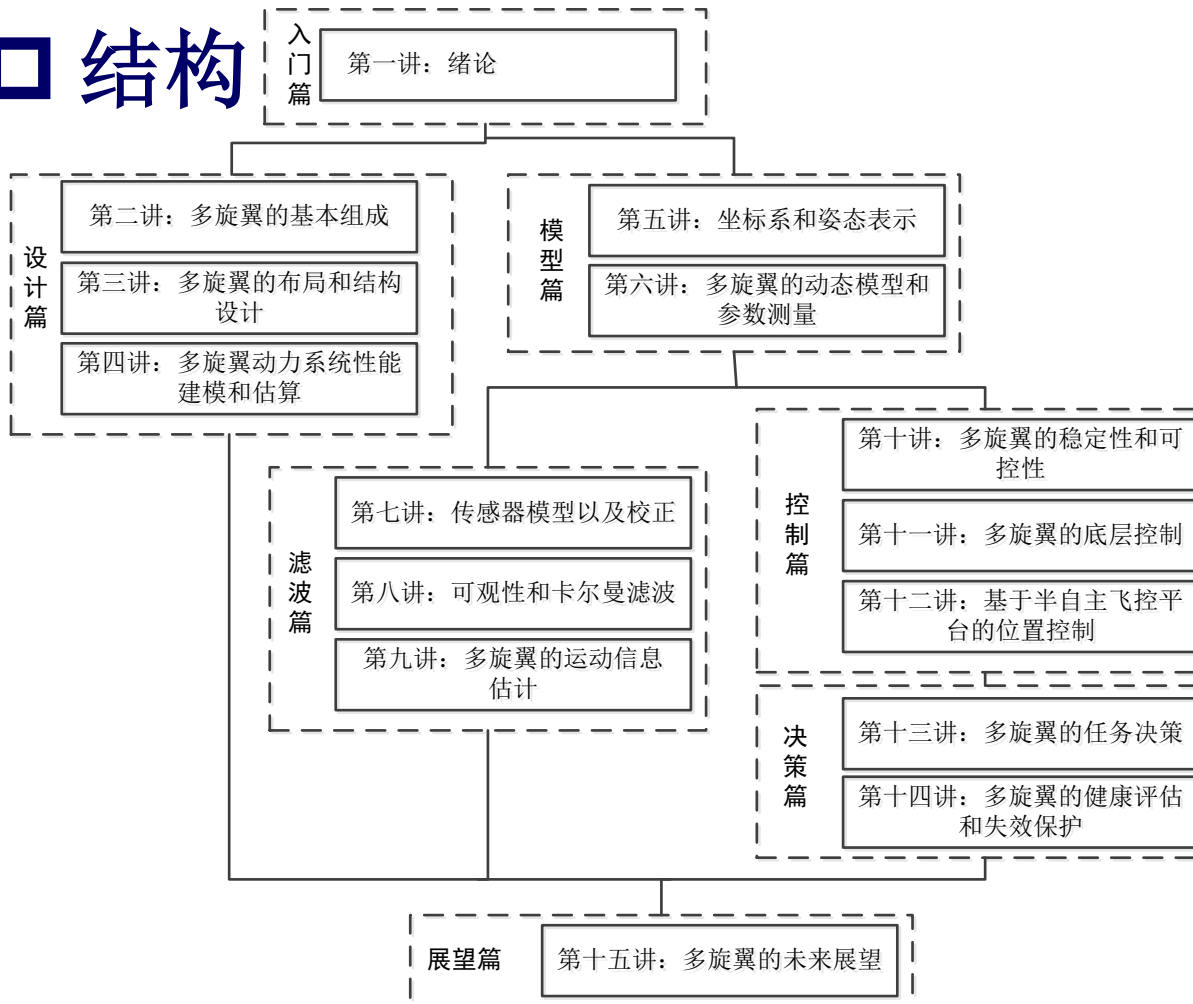 结构
入门篇
第一讲：绪论
设计篇
第二讲：多旋翼的基本组成
第三讲：多旋翼的布局和结构
设计
第四讲：多旋翼动力系统性能
建模和估算
模型篇
第五讲：坐标系和姿态表示
第六讲：多旋翼的动态模型和
参数测量
滤波篇
第七讲：传感器模型以及校正
第八讲：可观性和卡尔曼滤波
第九讲：多旋翼的运动信息
估计
控制篇
第十讲：多旋翼的稳定性和可
控性
第十一讲：多旋翼的底层控制
第十二讲：基于半自主飞控平
台的位置控制
决策篇
第十三讲：多旋翼的任务决策
第十四讲：多旋翼的健康评估
和失效保护
展望篇
第十五讲：多旋翼的未来展望